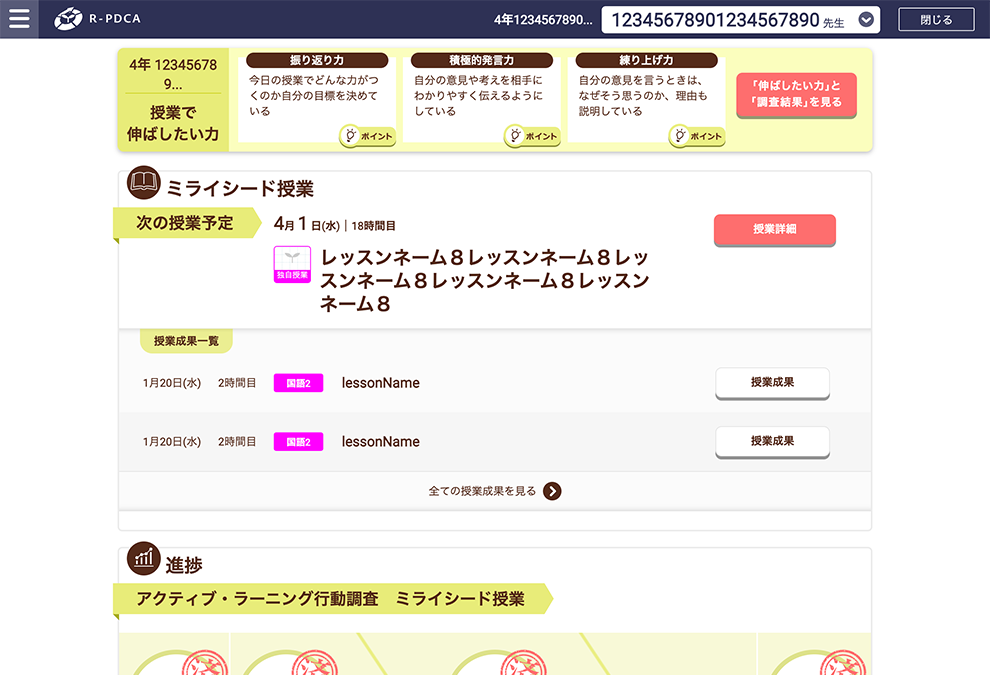 R-PDCA
4年1234567890...
12345678901234567890 先生
閉じる
4年 12345678
9...
授業で
伸ばしたい力
振り返り力
今日の授業でどんな力がつ
くのか自分の目標を決めて
いる
ポイント
積極的発言力
自分の意見や考えを相手に
わかりやすく伝えるように
している
ポイント
練り上げ力
自分の意見を言うときは、
なぜそう思うのか、理由も
説明している
ポイント
「伸ばしたい力」と
「調査結果」を見る
ミライシード授業
次の授業予定
4月1日(水)｜18時間目
授業詳細
独自授業
レッスンネーム８レッスンネーム８レッ
スンネーム８レッスンネーム８レッスン
ネーム８
授業成果一覧
1月20日(水) 2時間目 国語2 lessonName 授業成果
1月20日(水) 2時間目 国語2 lessonName 授業成果
全ての授業成果を見る
進捗
アクティブ・ラーニング行動調査　ミライシード授業